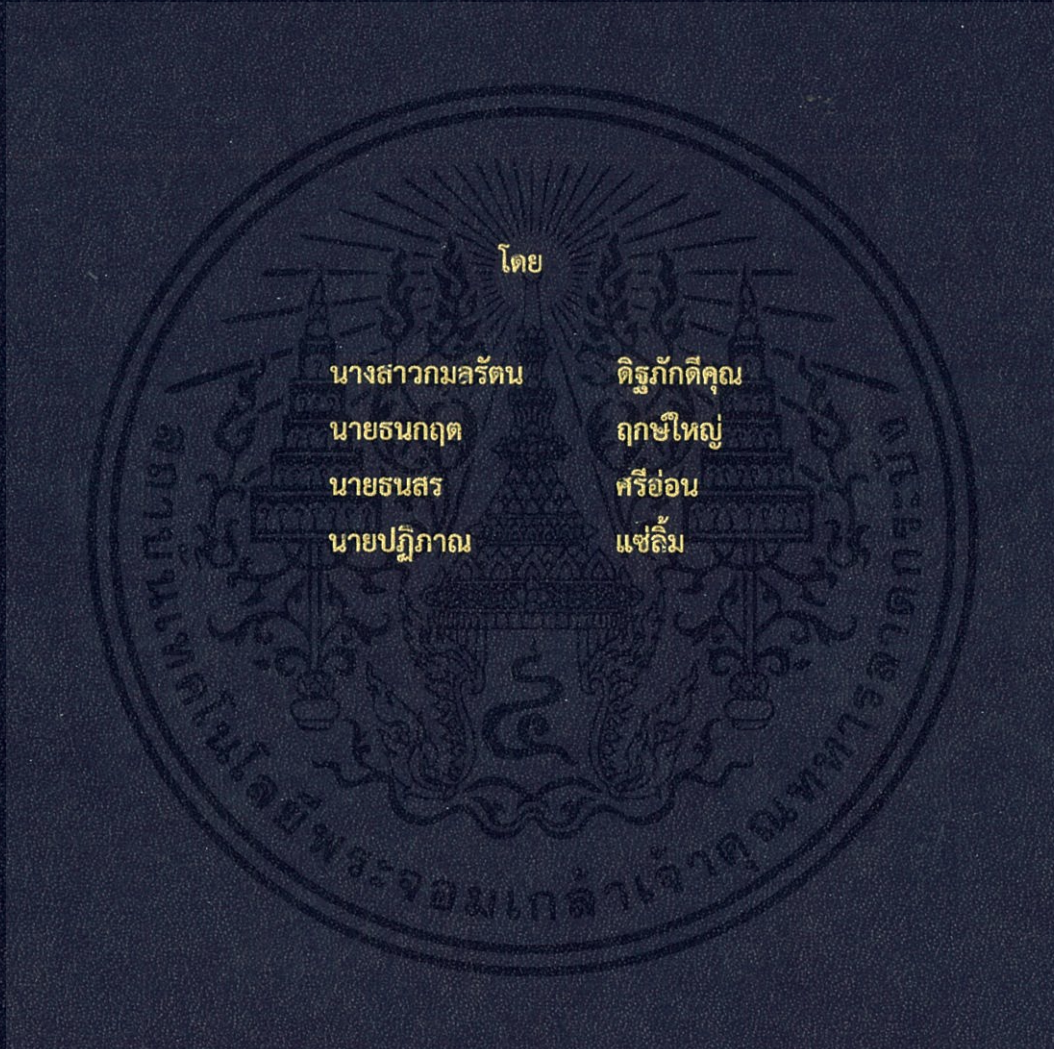 โดย
นางสาวกมลรัตน ดิฐภักดีคุณ
นายธนกฤต ฤกษ์ใหญ่
นายธนสร ศรีอ่อน
นายปฏิภาณ แซ่ลิ้ม
สถาบันเทคโนโลยีพระจอมเกล้าเจ้าคุณทหารลาดกระบัง